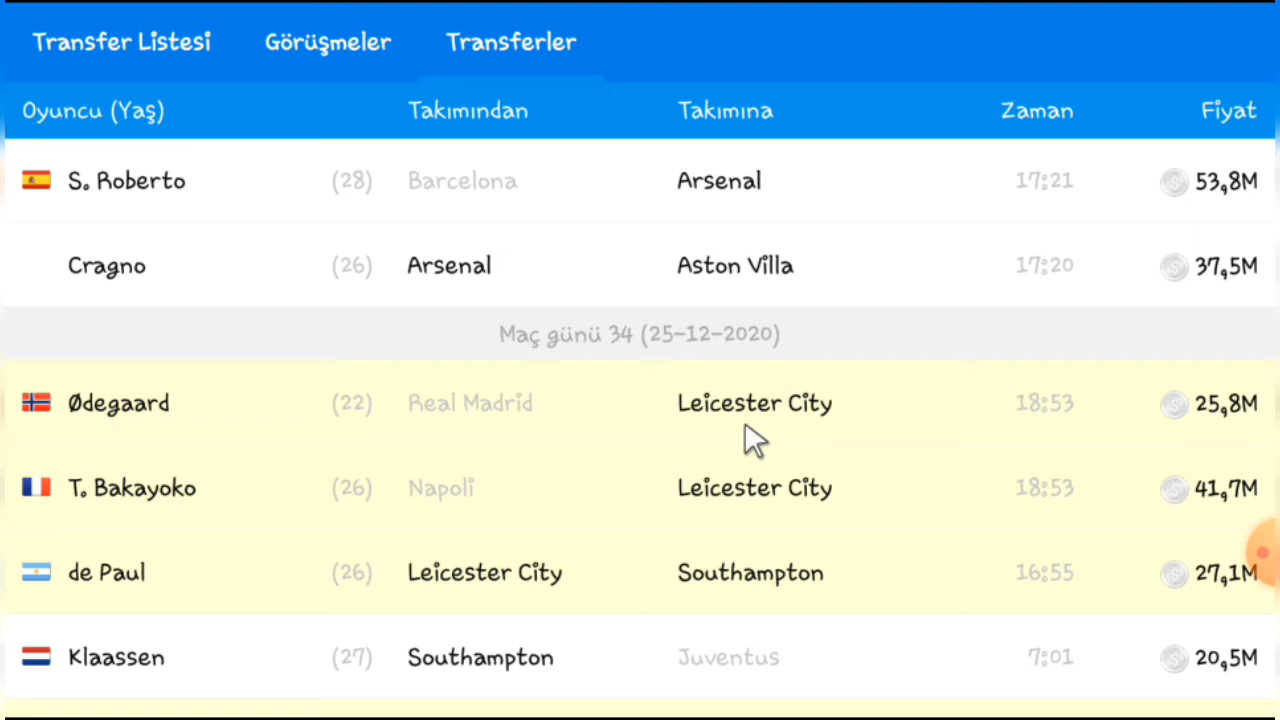 Transfer Listesi Görüşmeler Transferler
Oyuncu (Yaş) Takımından Takımına Zaman Fiyat
S. Roberto (28) Barcelona Arsenal 17:21 53,8M
Cragno (26) Arsenal Aston Villa 17:20 37,5M
Maç günü 34 (25-12-2020)
Ødegaard (22) Real Madrid Leicester City 18:53 25,8M
T. Bakayoko (26) Napoli Leicester City 18:53 41,7M
de Paul (26) Leicester City Southampton 16:55 27,1M
Klaassen (27) Southampton Juventus 7:01 20,5M